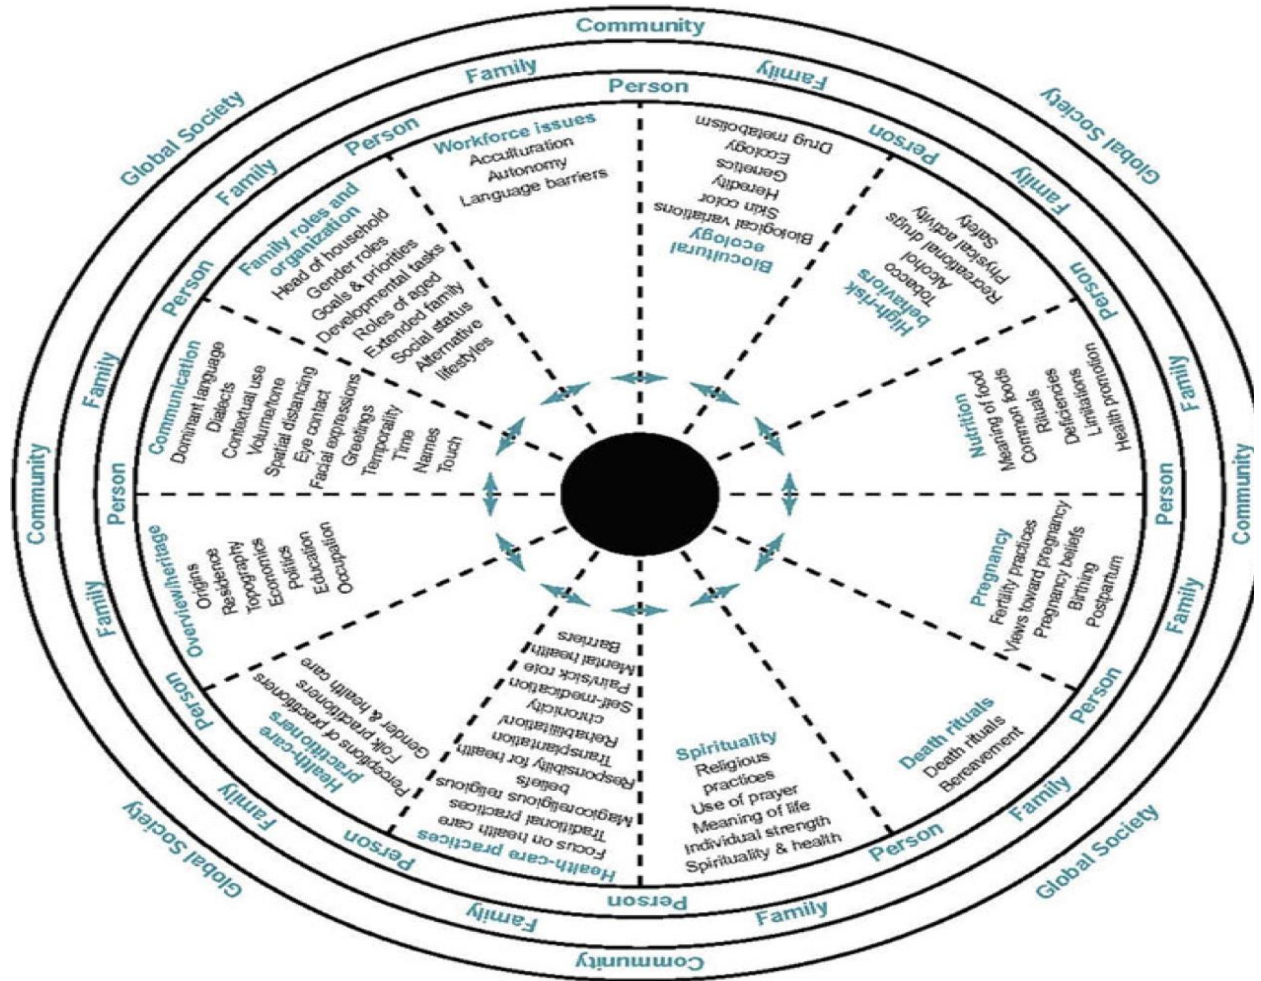 Community
Family
Family
Person
Global Society
Global Society
Person
Person
Family
Family
Workforce issues
Acculturation
Autonomy
Language barriers
Drug metabolism
Ecology
Genetics
Heredity
Skin color
Biological variations
Biocultural
ecology
Safety
Physical activity
Recreational drugs
Alcohol
Tobacco
High-risk
behaviors
Family roles and
organization
Head of household
Gender roles
Goals & priorities
Developmental tasks
Roles of aged
Extended family
Social status
Alternative
lifestyles
Person
Person
Family
Family
Communication
Dominant language
Dialects
Contextual use
Volume/tone
Spatial distancing
Eye contact
Facial expressions
Greetings
Temporality
Time
Names
Touch
Nutrition
Meaning of food
Common foods
Rituals
Deficiencies
Limitations
Health promotion
Community
Person
Person
Community
Overview/heritage
Origins
Residence
Topography
Economics
Politics
Education
Occupation
Pregnancy
Fertility practices
Views toward pregnancy
Pregnancy beliefs
Birthing
Postpartum
Family
Family
Person
Person
Health-care
practitioners
Perceptions of practitioners
Folk practitioners
Gender & health care
Health-care practices
Focus on health care
Traditional practices
Magicoreligious religious
beliefs
Responsibility for health
Transplantation
Rehabilitation/
chronicity
Self-medication
Pain/sick role
Mental health
Barriers
Spirituality
Religious
practices
Use of prayer
Meaning of life
Individual strength
Spirituality & health
Death rituals
Death rituals
Bereavement
Family
Family
Person
Person
Global Society
Global Society
Person
Family
Family
Community